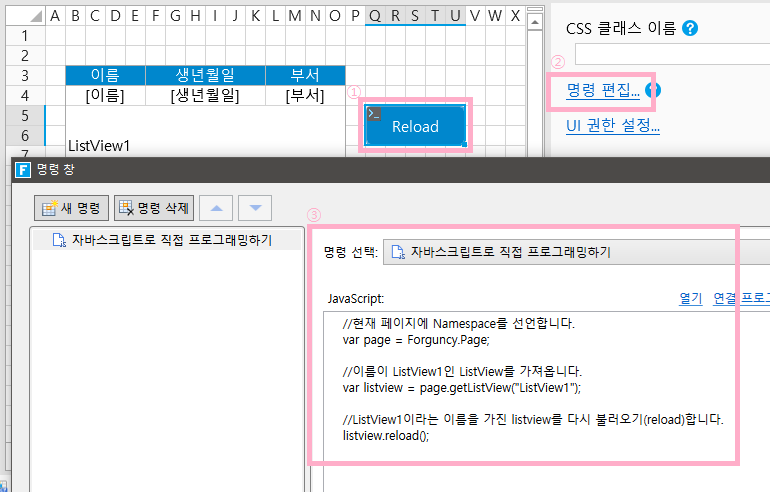 A B C D E F G H I J K L M N O P Q R S T U V W X
CSS 클래스 이름 ?
1
②
2
3 이름 생년월일 부서
명령 편집...
4 [이름] [생년월일] [부서]
①
5
Reload
UI 권한 설정...
6
ListView1
7
F 명령 창
새 명령 명령 삭제
③
자바스크립트로 직접 프로그래밍하기
명령 선택: 자바스크립트로 직접 프로그래밍하기
JavaScript: 열기 연결 프로그
//현재 페이지에 Namespace를 선언합니다.
var page = Forguncy.Page;
//이름이 ListView1인 ListView를 가져옵니다.
var listview = page.getListView("ListView1");
//ListView1이라는 이름을 가진 listview를 다시 불러오기(reload)합니다.
listview.reload();